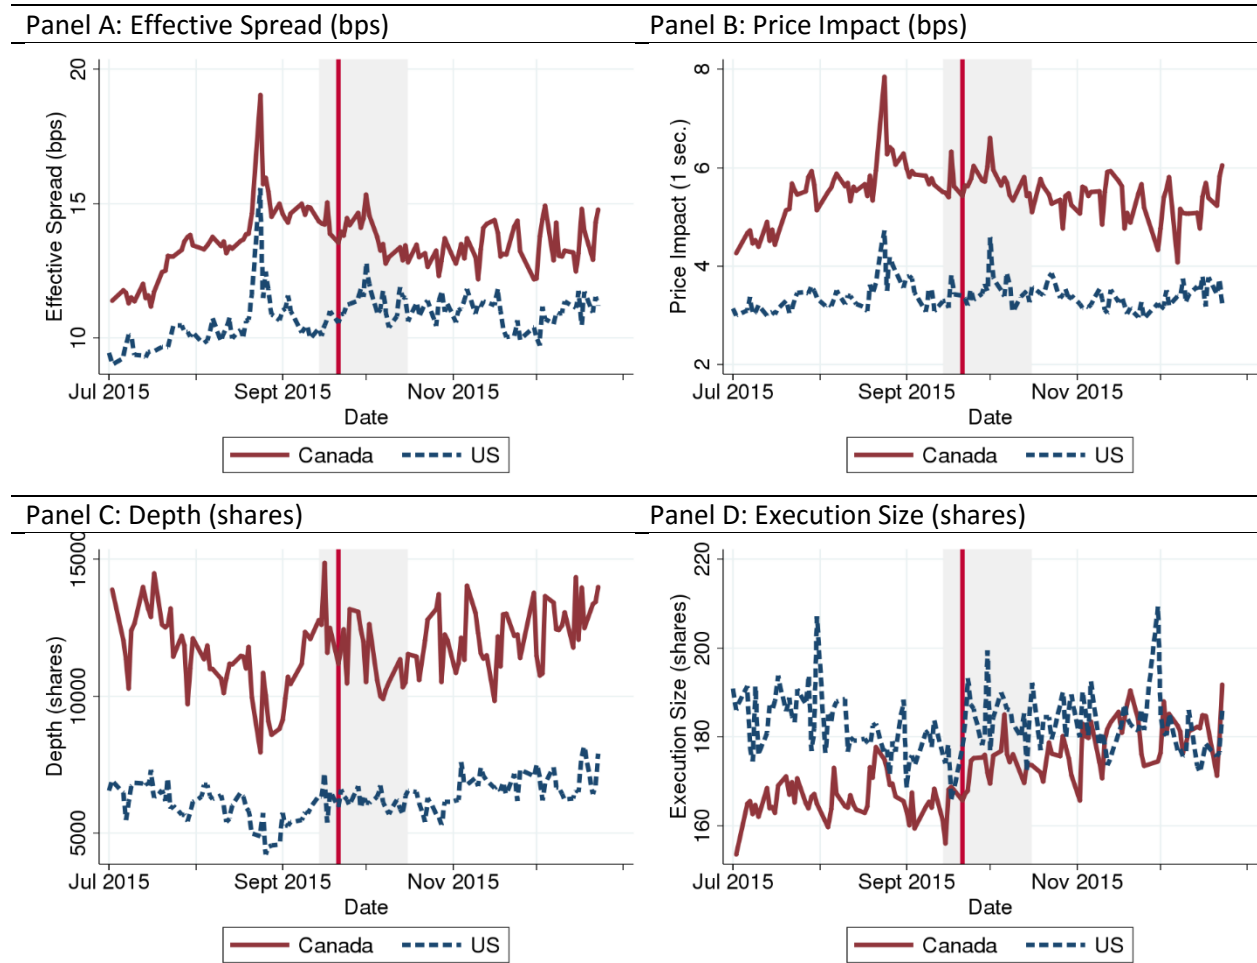 Panel A: Effective Spread (bps)
Panel B: Price Impact (bps)
20
15
10
Effective Spread (bps)
Jul 2015
Sept 2015
Nov 2015
Date
Canada
US
8
6
4
2
Price Impact (1 sec.)
Jul 2015
Sept 2015
Nov 2015
Date
Canada
US
Panel C: Depth (shares)
Panel D: Execution Size (shares)
15000
10000
5000
Depth (shares)
Jul 2015
Sept 2015
Nov 2015
Date
Canada
US
220
200
180
160
Execution Size (shares)
Jul 2015
Sept 2015
Nov 2015
Date
Canada
US